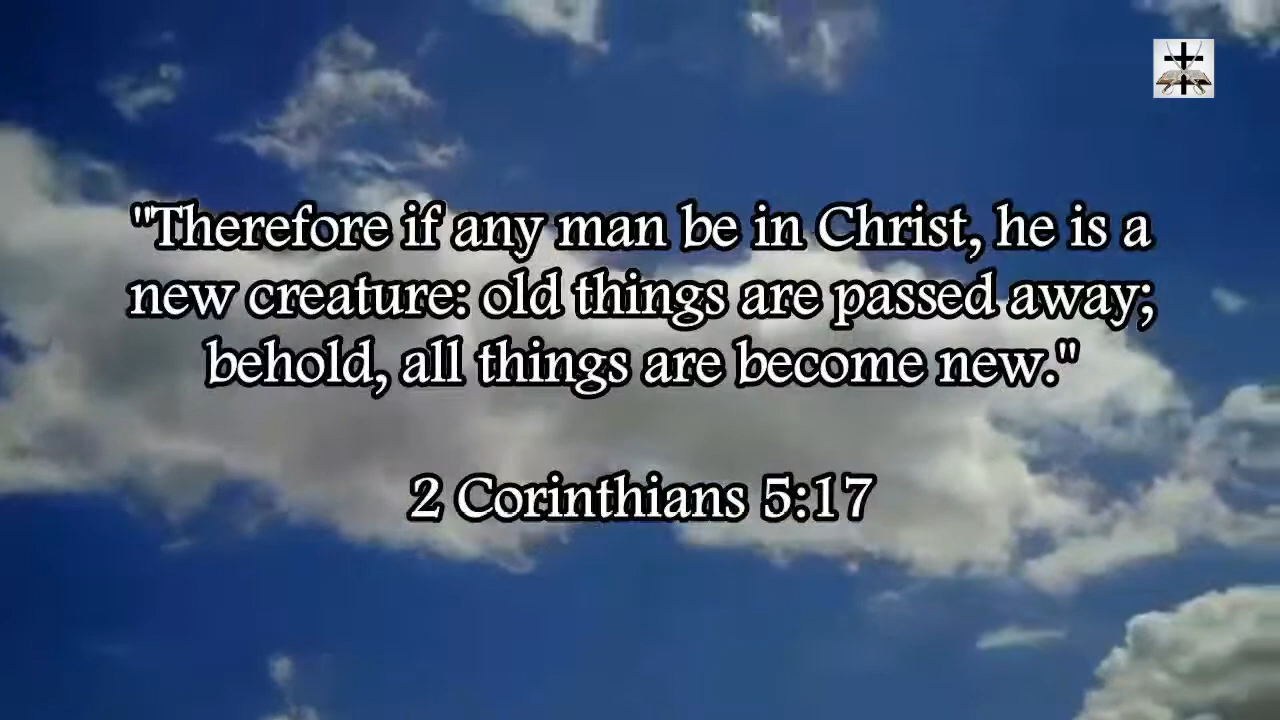 "Therefore if any man be in Christ, he is a
new creature: old things are passed away;
behold, all things are become new."
2 Corinthians 5:17